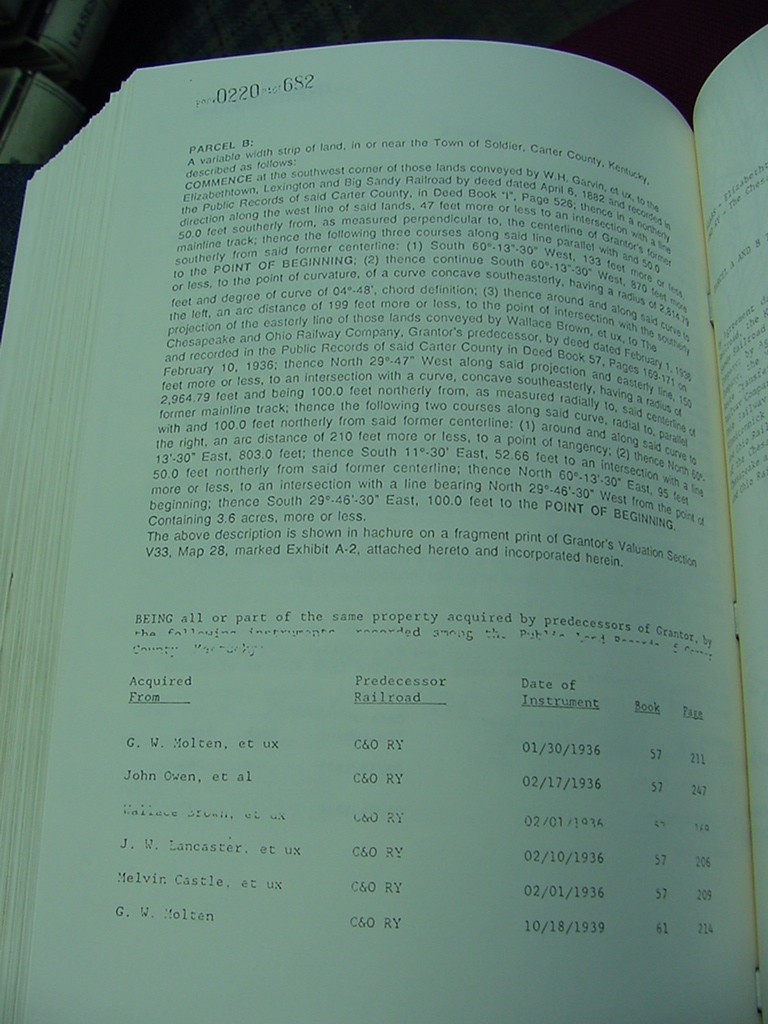 0220 682
PARCEL B:
A variable width strip of land, in or near the Town of Soldier, Carter County, Kentucky,
described as follows:
COMMENCE at the southwest corner of those lands conveyed by W.H. Garvin, et ux, to the
Elizabethtown, Lexington and Big Sandy Railroad by deed dated April 6, 1882 and recorded in
the Public Records of said Carter County, in Deed Book "I", Page 526; thence in a northerly
direction along the west line of said lands, 47 feet more or less to an intersection with a line
50.0 feet southerly from, as measured perpendicular to, the centerline of Grantor's former
mainline track; thence the following three courses along said line parallel with and 50.0
southerly from said former centerline: (1) South 60°-13'-30" West, 133 feet more or less,
to the POINT OF BEGINNING; (2) thence continue South 60°-13'-30" West, 870 feet more
or less, to the point of curvature, of a curve concave southeasterly, having a radius of 2,814.79
feet and degree of curve of 04°-48', chord definition; (3) thence around and along said curve to
the left, an arc distance of 199 feet more or less, to the point of intersection with the southerly
projection of the easterly line of those lands conveyed by Wallace Brown, et ux, to The
Chesapeake and Ohio Railway Company, Grantor's predecessor, by deed dated February 1, 1936
and recorded in the Public Records of said Carter County in Deed Book 57, Pages 169-171 on
February 10, 1936; thence North 29°-47" West along said projection and easterly line, 150
feet more or less, to an intersection with a curve, concave southeasterly, having a radius of
2,964.79 feet and being 100.0 feet northerly from, as measured radially to, said centerline of
former mainline track; thence the following two courses along said curve, radial to, parallel
with and 100.0 feet northerly from said former centerline: (1) around and along said curve to
the right, an arc distance of 210 feet more or less, to a point of tangency; (2) thence North 60°-
13'-30" East, 803.0 feet; thence South 11°-30' East, 52.66 feet to an intersection with a line
50.0 feet northerly from said former centerline; thence North 60°-13'-30" East, 95 feet
more or less, to an intersection with a line bearing North 29°-46'-30" West from the point of
beginning; thence South 29°-46'-30" East, 100.0 feet to the POINT OF BEGINNING.
Containing 3.6 acres, more or less.
The above description is shown in hachure on a fragment print of Grantor's Valuation Section
V33, Map 28, marked Exhibit A-2, attached hereto and incorporated herein.
BEING all or part of the same property acquired by predecessors of Grantor, by
the following instruments recorded among the Public Land Records of Carter
County, Kentucky:
Acquired From Predecessor Railroad Date of Instrument Book Page
G. W. Molten, et ux C&O RY 01/30/1936 57 211
John Owen, et al C&O RY 02/17/1936 57 247
Wallace Brown, et ux C&O RY 02/01/1936 57
J. W. Lancaster, et ux C&O RY 02/10/1936 57 206
Melvin Castle, et ux C&O RY 02/01/1936 57 209
G. W. Molten C&O RY 10/18/1939 61 214
LEASES